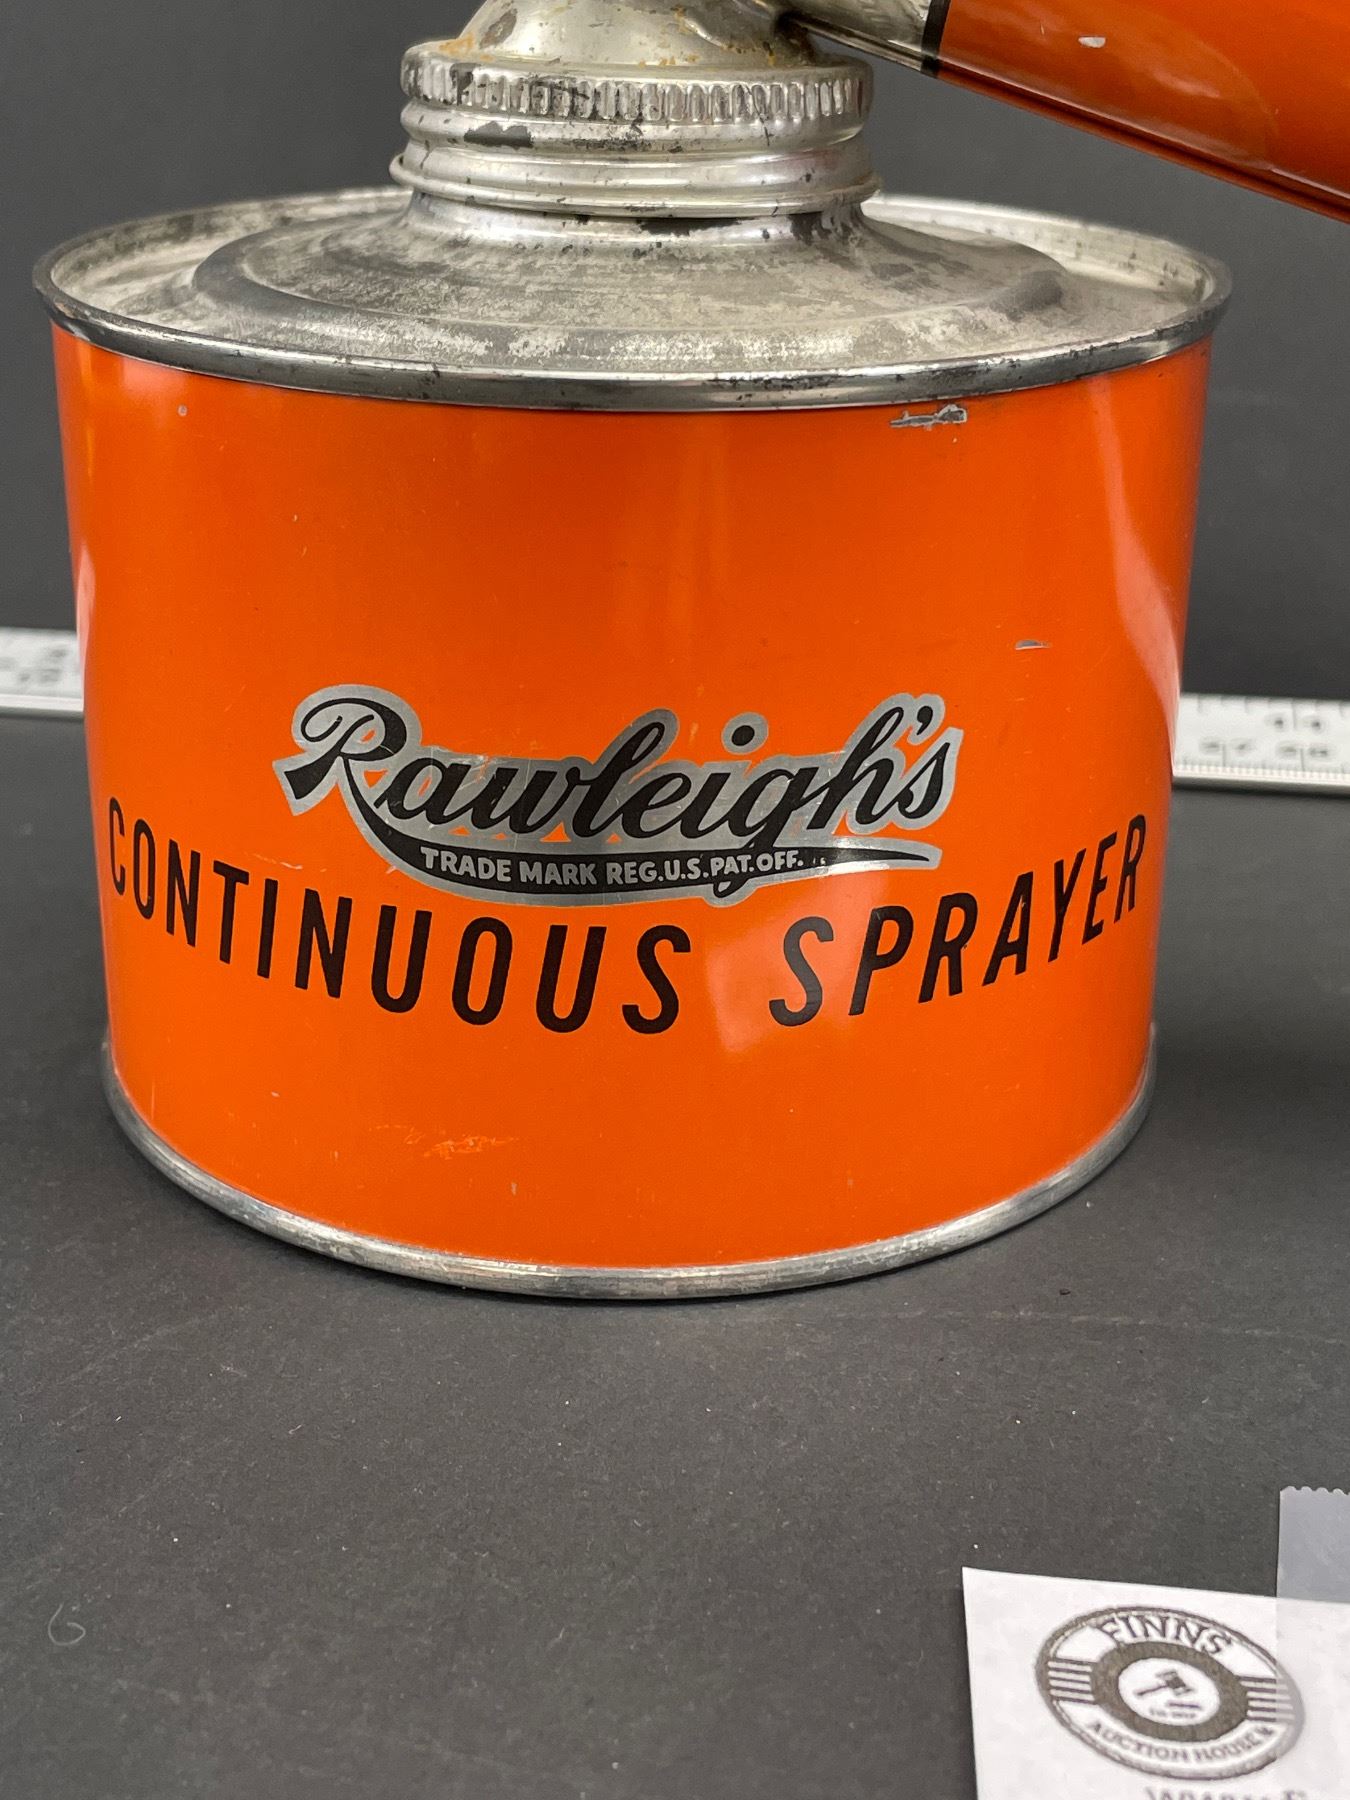 Rawleigh's
TRADE MARK REG.U.S.PAT.OFF.
CONTINUOUS SPRAYER
FINNS
AUCTION HOUSE